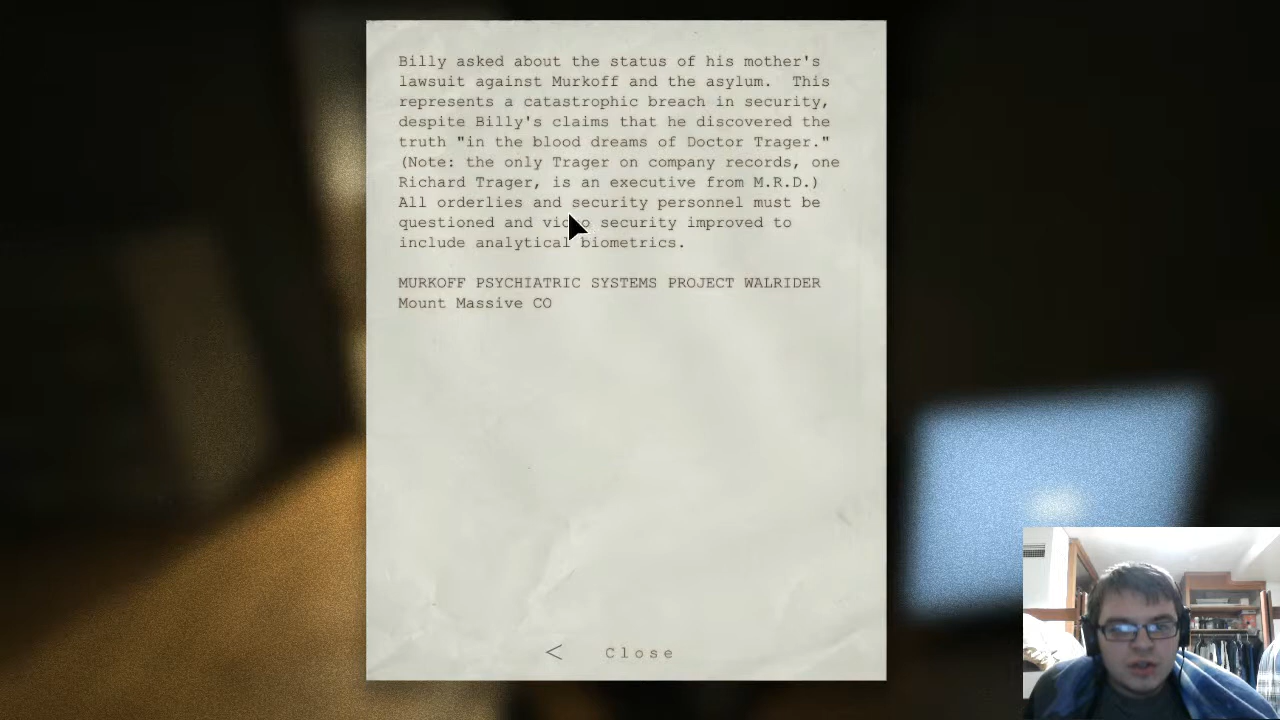 Billy asked about the status of his mother's
lawsuit against Murkoff and the asylum.  This
represents a catastrophic breach in security,
despite Billy's claims that he discovered the
truth "in the blood dreams of Doctor Trager."
(Note: the only Trager on company records, one
Richard Trager, is an executive from M.R.D.)
All orderlies and security personnel must be
questioned and video security improved to
include analytical biometrics.
MURKOFF PSYCHIATRIC SYSTEMS PROJECT WALRIDER
Mount Massive CO
< Close